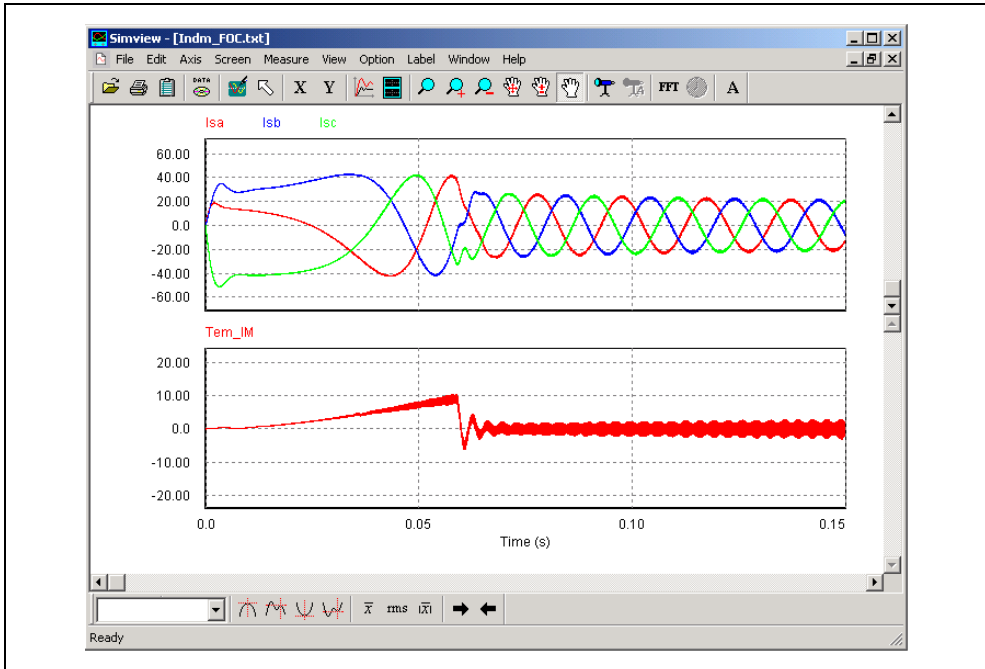 Simview - [Indm_FOC.txt]
File Edit Axis Screen Measure View Option Label Window Help
DATA X Y FFT A
Isa Isb Isc
60.00
40.00
20.00
0.0
-20.00
-40.00
-60.00
Tem_IM
20.00
10.00
0.0
-10.00
-20.00
0.0 0.05 0.10 0.15
Time (s)
x rms |x|
Ready